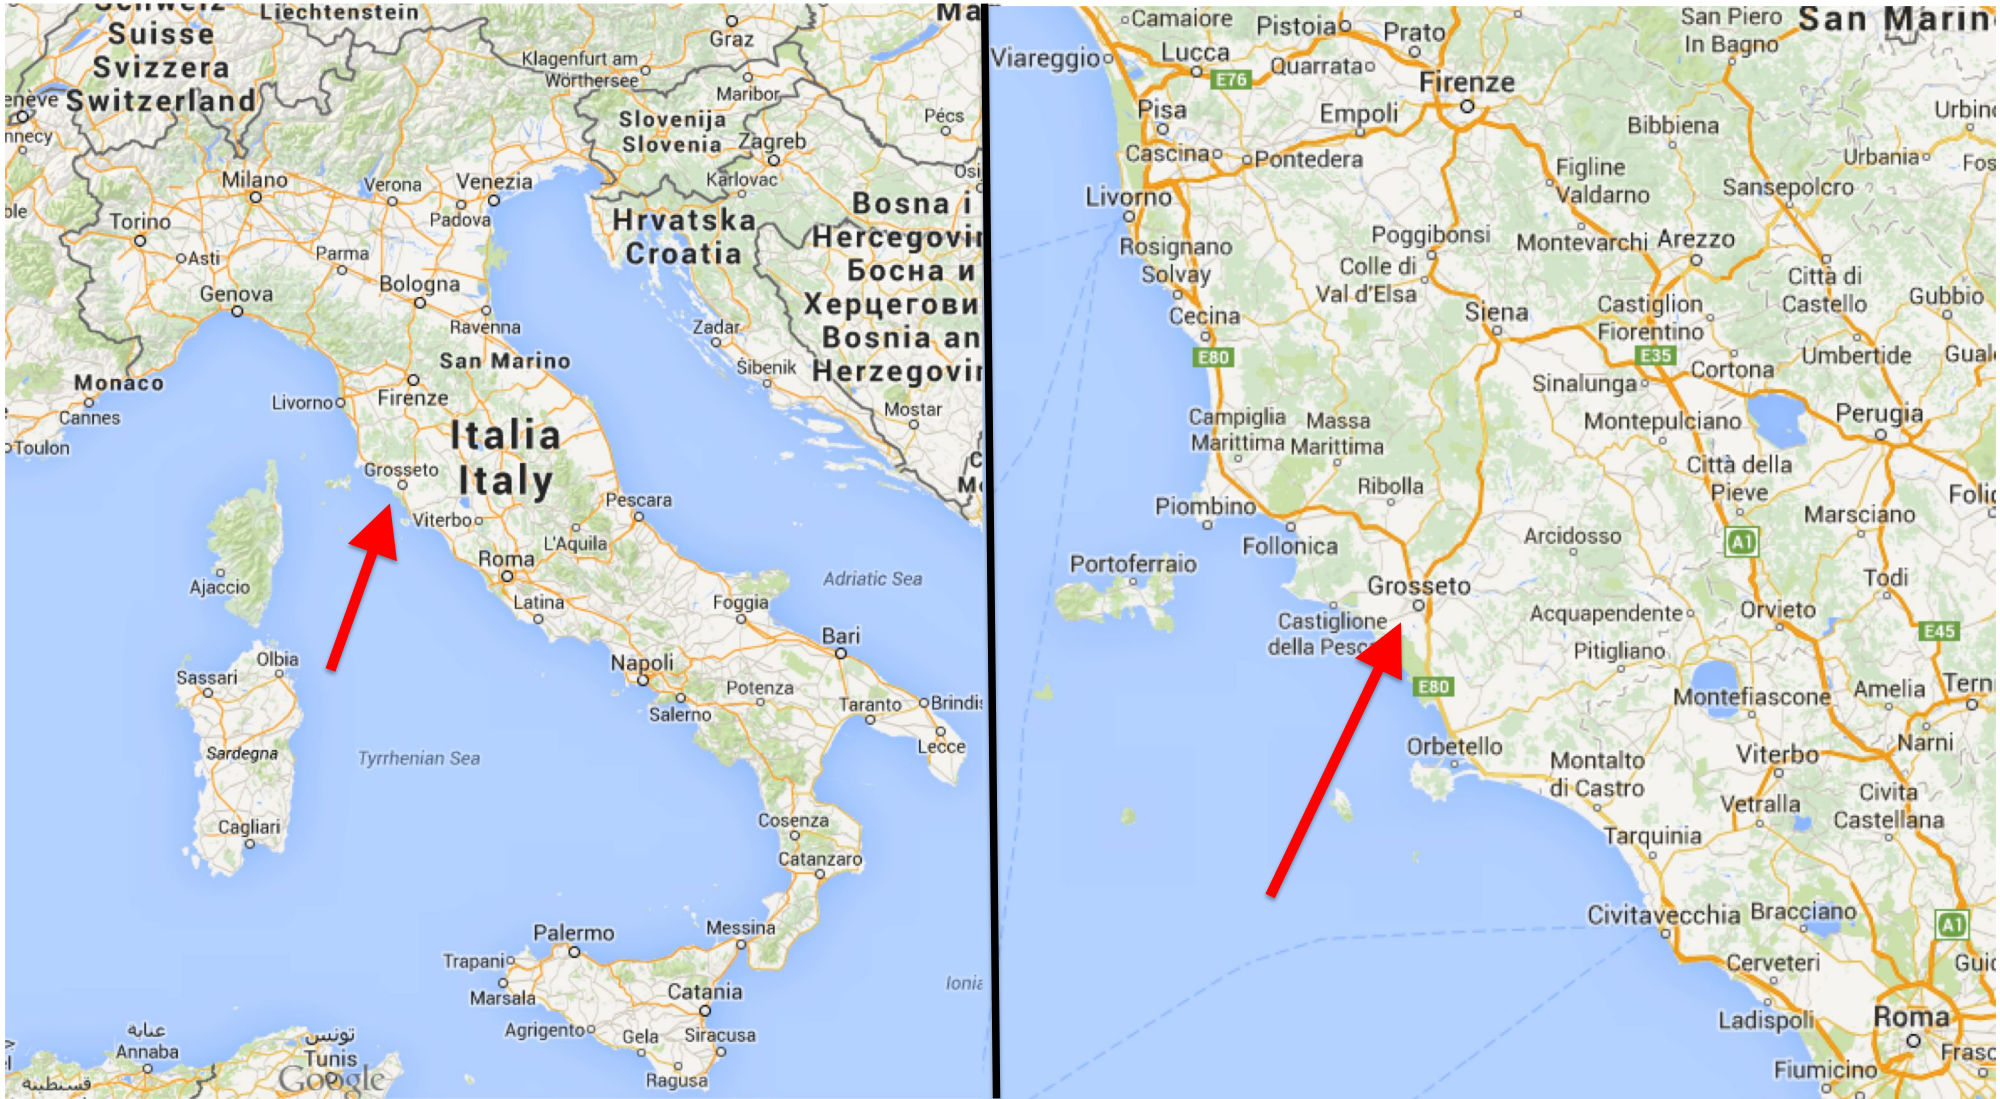 Liechtenstein
Suisse
Svizzera
Switzerland
Graz
Klagenfurt am
Wörthersee
Maribor
Pécs
Slovenija
Slovenia
Zagreb
Karlovac
Milano
Verona
Venezia
Padova
Torino
Asti
Parma
Bologna
Genova
Ravenna
Hrvatska
Croatia
Bosna i
Zadar
Šibenik
Mostar
San Marino
Monaco
Cannes
Toulon
Livorno
Firenze
Italia
Italy
Grosseto
Viterbo
Pescara
L'Aquila
Roma
Latina
Ajaccio
Adriatic Sea
Foggia
Bari
Napoli
Salerno
Potenza
Taranto
Lecce
Olbia
Sassari
Sardegna
Cagliari
Tyrrhenian Sea
Cosenza
Catanzaro
Messina
Palermo
Trapani
Marsala
Catania
Agrigento
Gela
Siracusa
Ragusa
عنابة
Annaba
تونس
Tunis
قسنطينة
Google
Camaiore
Pistoia
Prato
San Piero
In Bagno
Viareggio
Lucca
E76
Quarrata
Firenze
Pisa
Empoli
Bibbiena
Cascina
Pontedera
Figline
Valdarno
Urbania
Sansepolcro
Livorno
Rosignano
Solvay
Poggibonsi
Colle di
Val d'Elsa
Montevarchi
Arezzo
Città di
Castello
Gubbio
Cecina
Siena
Castiglion
Fiorentino
E80
E35
Cortona
Umbertide
Sinalunga
Campiglia
Marittima
Massa
Marittima
Montepulciano
Perugia
Ribolla
Città della
Pieve
Piombino
Marsciano
Follonica
Arcidosso
A1
Portoferraio
Grosseto
Todi
Castiglione
della Pesc
Acquapendente
Orvieto
E45
Pitigliano
E80
Montefiascone
Amelia
Terni
Orbetello
Montalto
di Castro
Viterbo
Narni
Vetralla
Civita
Castellana
Tarquinia
Civitavecchia
Bracciano
A1
Cerveteri
Ladispoli
Roma
Fiumicino